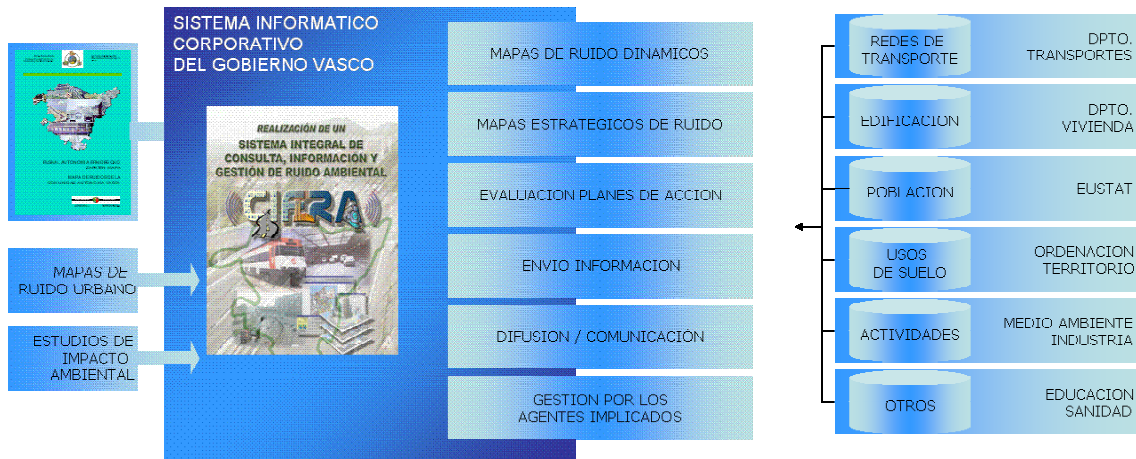 SISTEMA INFORMATICO
CORPORATIVO
DEL GOBIERNO VASCO
REALIZACIÓN DE UN
SISTEMA INTEGRAL DE
CONSULTA, INFORMACIÓN Y
GESTIÓN DE RUIDO AMBIENTAL
MAPAS DE
RUIDO URBANO
ESTUDIOS DE
IMPACTO
AMBIENTAL
MAPAS DE RUIDO DINAMICOS
MAPAS ESTRATEGICOS DE RUIDO
EVALUACION PLANES DE ACCION
ENVIO INFORMACION
DIFUSION / COMUNICACIÓN
GESTION POR LOS
AGENTES IMPLICADOS
REDES DE
TRANSPORTE
DPTO.
TRANSPORTES
EDIFICACION
DPTO.
VIVIENDA
POBLACION
EUSTAT
USOS
DE SUELO
ORDENACION
TERRITORIO
ACTIVIDADES
MEDIO AMBIENTE
INDUSTRIA
OTROS
EDUCACION
SANIDAD